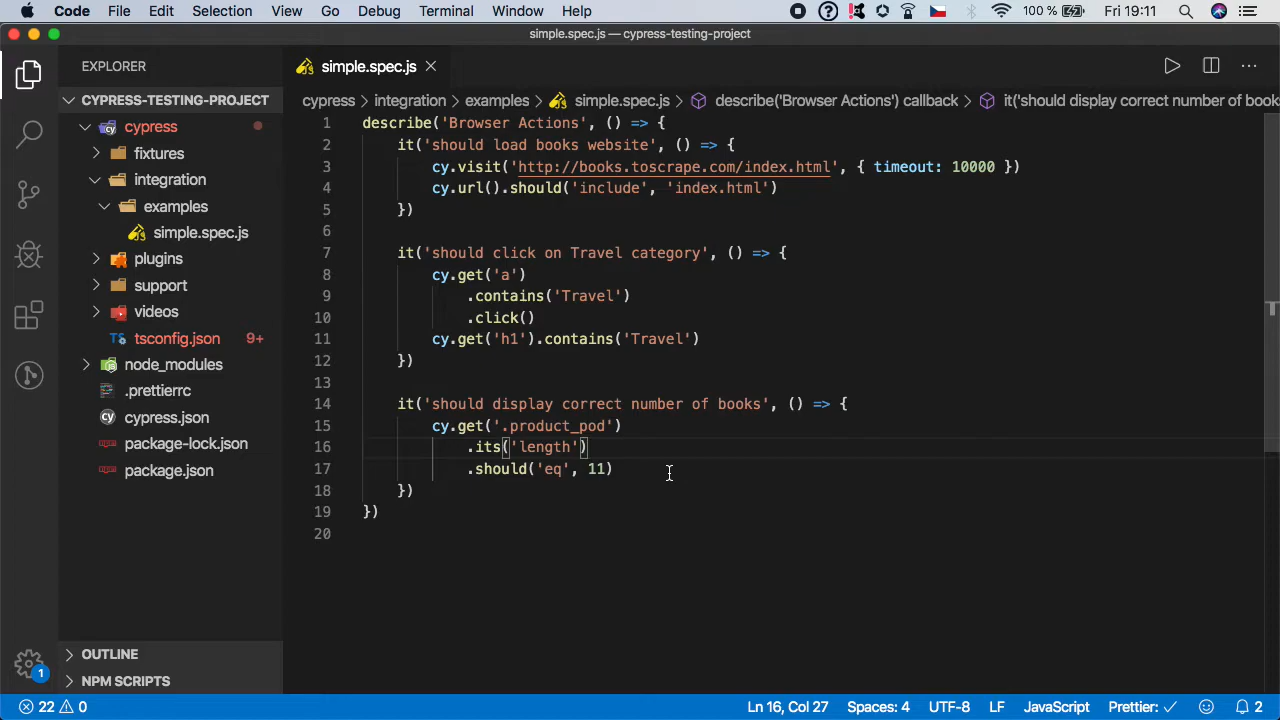 Code File Edit Selection View Go Debug Terminal Window Help 100 % Fri 19:11
simple.spec.js — cypress-testing-project
EXPLORER
simple.spec.js
CYPRESS-TESTING-PROJECT
cypress
fixtures
integration
examples
simple.spec.js
plugins
support
videos
TS tsconfig.json 9+
node_modules
.prettierrc
cy cypress.json
package-lock.json
package.json
OUTLINE
NPM SCRIPTS
1
cypress > integration > examples > simple.spec.js > describe('Browser Actions') callback > it('should display correct number of book
1 describe('Browser Actions', () => {
2 it('should load books website', () => {
3 cy.visit('http://books.toscrape.com/index.html', { timeout: 10000 })
4 cy.url().should('include', 'index.html')
5 })
6
7 it('should click on Travel category', () => {
8 cy.get('a')
9 .contains('Travel')
10 .click()
11 cy.get('h1').contains('Travel')
12 })
13
14 it('should display correct number of books', () => {
15 cy.get('.product_pod')
16 .its('length')
17 .should('eq', 11)
18 })
19 })
20
22 0 Ln 16, Col 27 Spaces: 4 UTF-8 LF JavaScript Prettier: ✓ 2